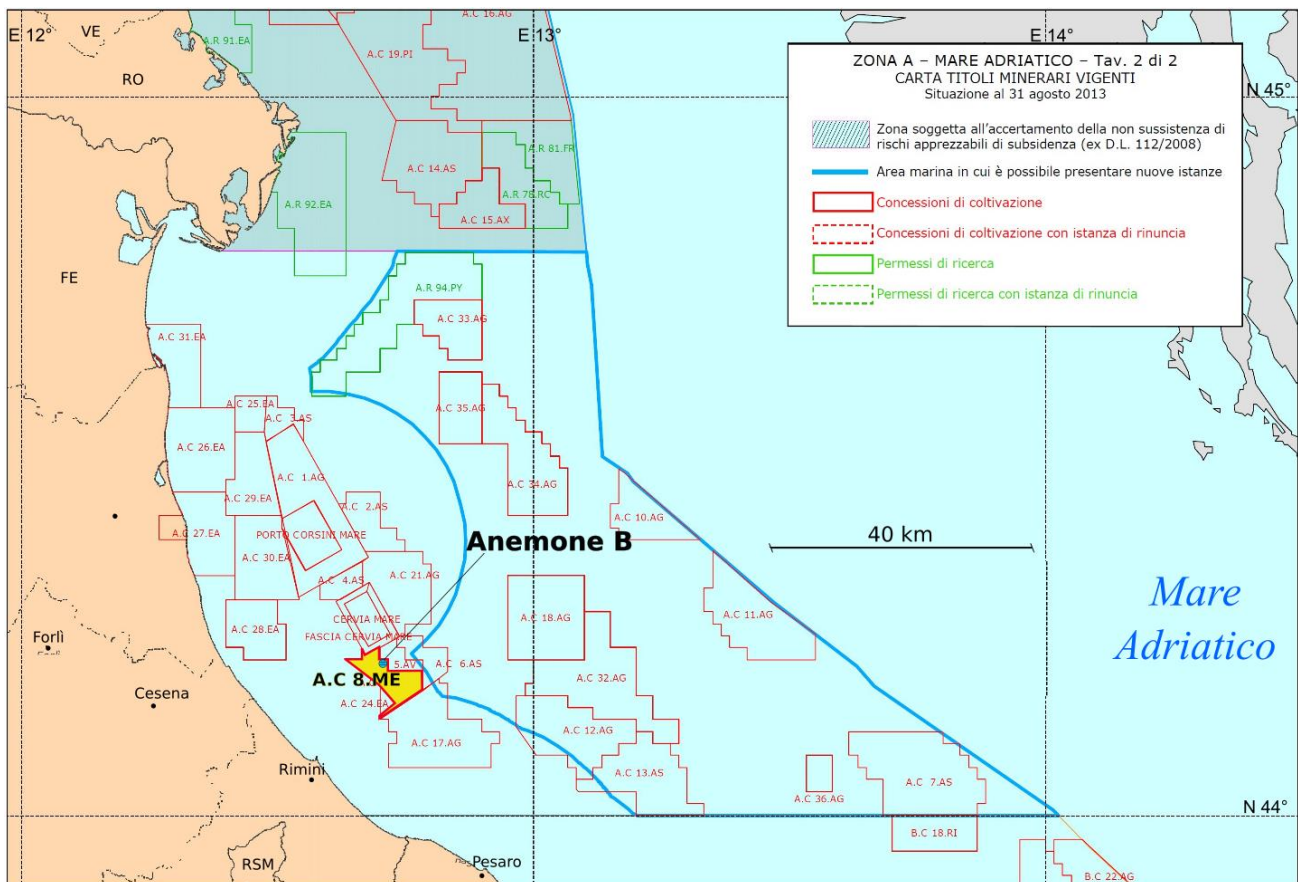 E 12°
VE
A.R 91.EA
A.C 16.AG
E 13°
E 14°
RO
A.C 19.PI
N 45°
ZONA A – MARE ADRIATICO – Tav. 2 di 2
CARTA TITOLI MINERARI VIGENTI
Situazione al 31 agosto 2013
Zona soggetta all'accertamento della non sussistenza di
rischi apprezzabili di subsidenza (ex D.L. 112/2008)
Area marina in cui è possibile presentare nuove istanze
Concessioni di coltivazione
Concessioni di coltivazione con istanza di rinuncia
Permessi di ricerca
Permessi di ricerca con istanza di rinuncia
A.R 81.FR
A.C 14.AS
A.R 78.RC
A.R 92.EA
A.C 15.AX
FE
A.R 94.PY
A.C 33.AG
A.C 31.EA
A.C 25.EA
A.C 3.AS
A.C 35.AG
A.C 26.EA
A.C 1.AG
A.C 34.AG
A.C 29.EA
A.C 2.AS
A.C 10.AG
A.C 27.EA
PORTO CORSINI MARE
40 km
Anemone B
A.C 30.EA
A.C 4.AS
A.C 21.AG
Mare
Adriatico
A.C 11.AG
A.C 18.AG
CERVIA MARE
A.C 28.EA
FASCIA CERVIA MARE
Forlì
5.AV
A.C 6.AS
A.C 8.ME
A.C 32.AG
Cesena
A.C 24.EA
A.C 12.AG
A.C 17.AG
Rimini
A.C 13.AS
A.C 36.AG
A.C 7.AS
N 44°
B.C 18.RI
RSM
Pesaro
B.C 22.AG